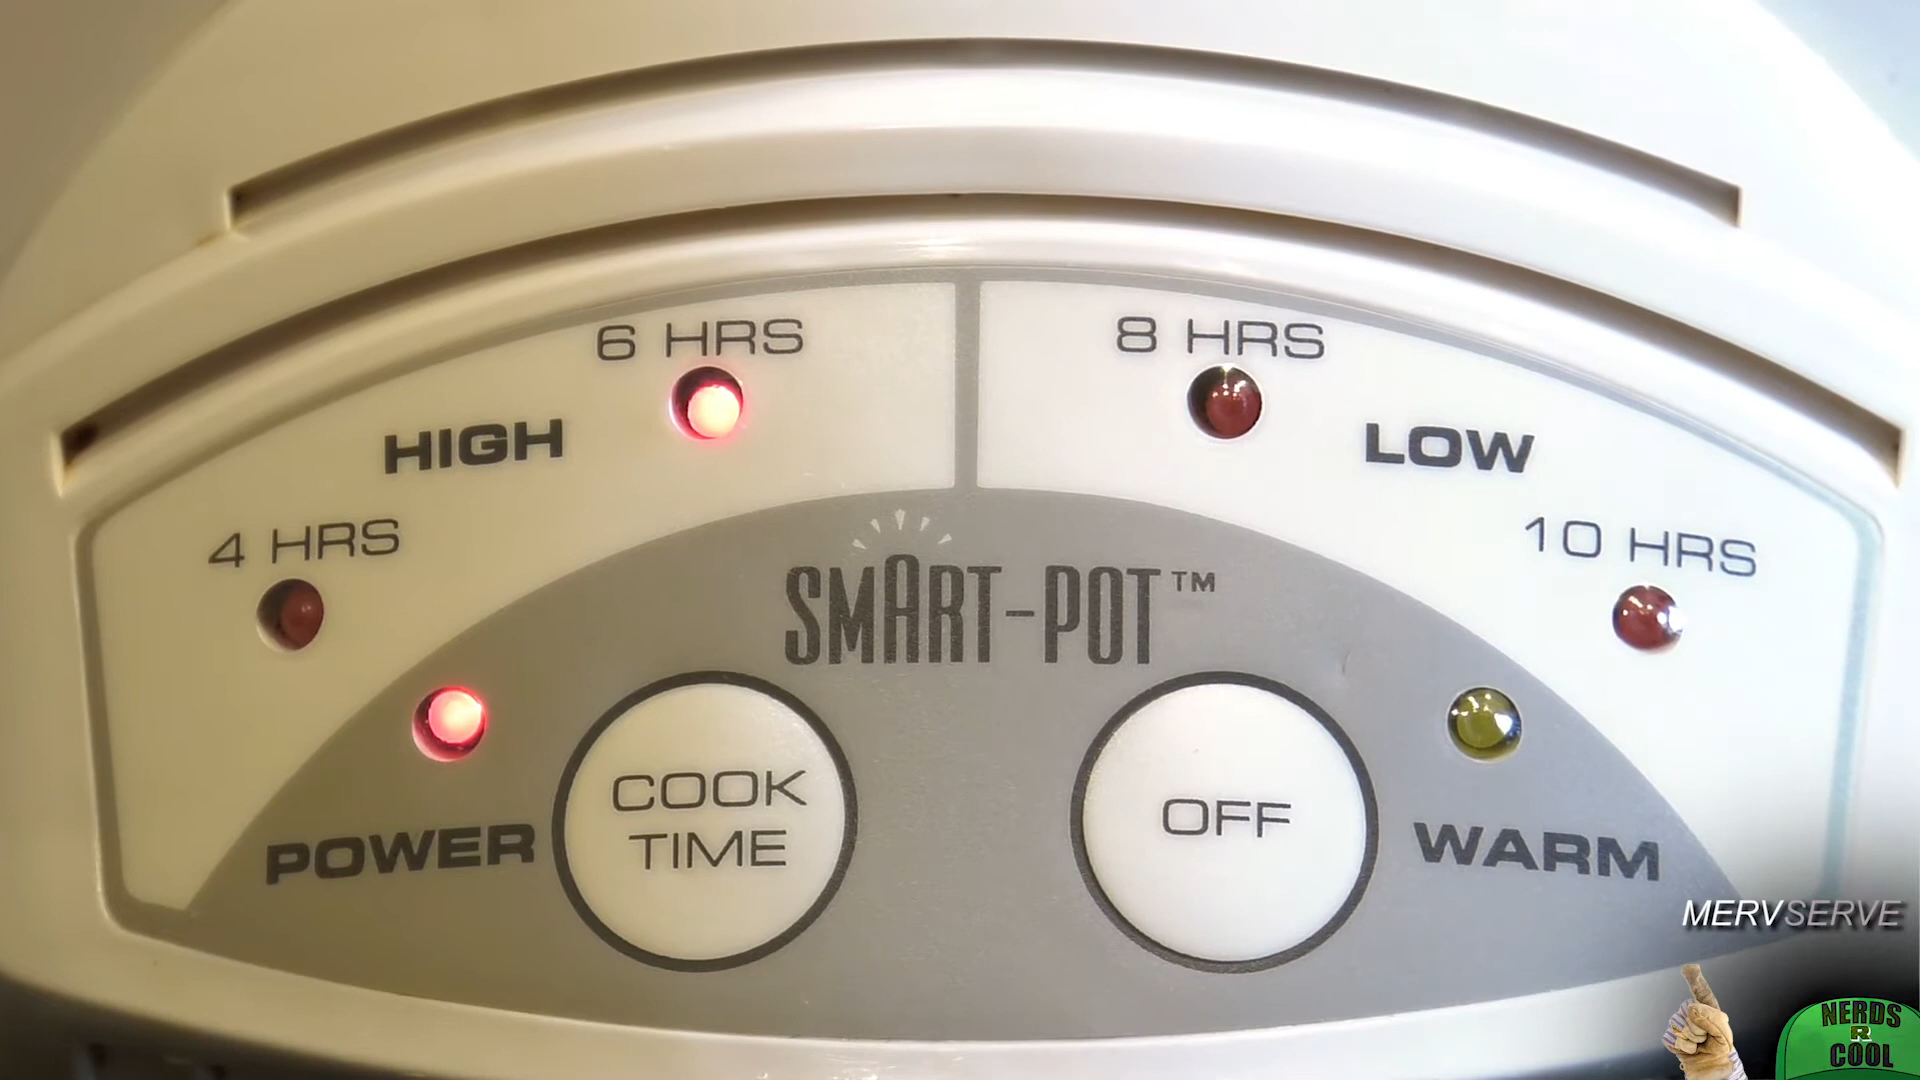 6 HRS
8 HRS
HIGH
LOW
4 HRS
10 HRS
SMART-POT™
POWER
COOK
TIME
OFF
WARM
MERVSERVE
NERDS
R
COOL